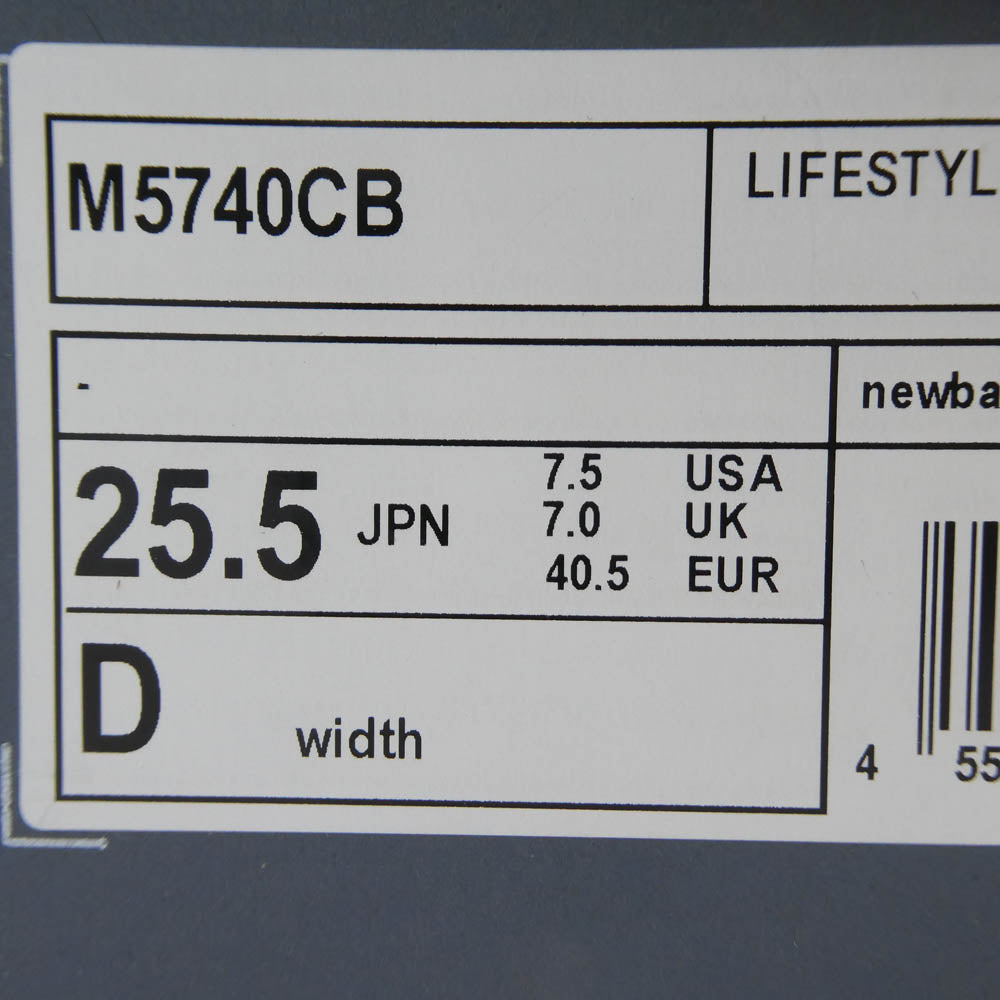 M5740CB
LIFESTYL
-
newba
25.5 JPN
7.5 USA
7.0 UK
40.5 EUR
D width
4 55